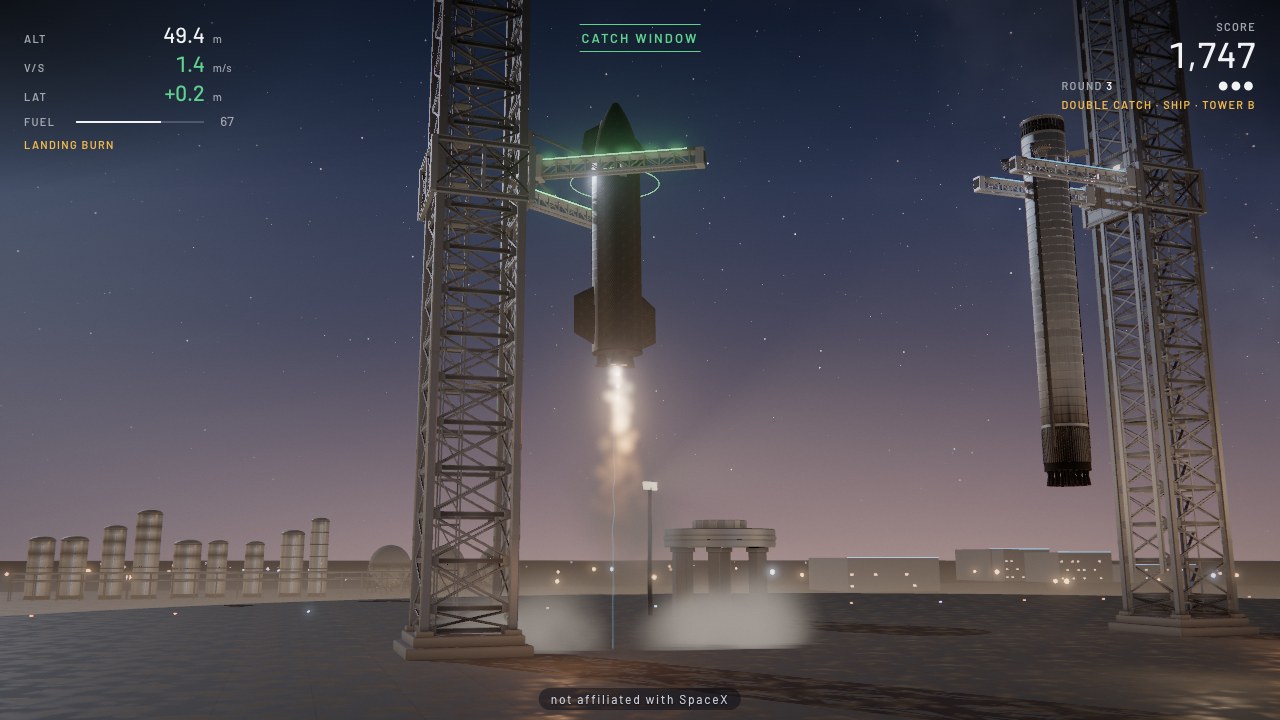 ALT 49.4 m
V/S 1.4 m/s
LAT +0.2 m
FUEL 67
LANDING BURN
CATCH WINDOW
SCORE
1,747
ROUND 3
DOUBLE CATCH · SHIP · TOWER B
not affiliated with SpaceX